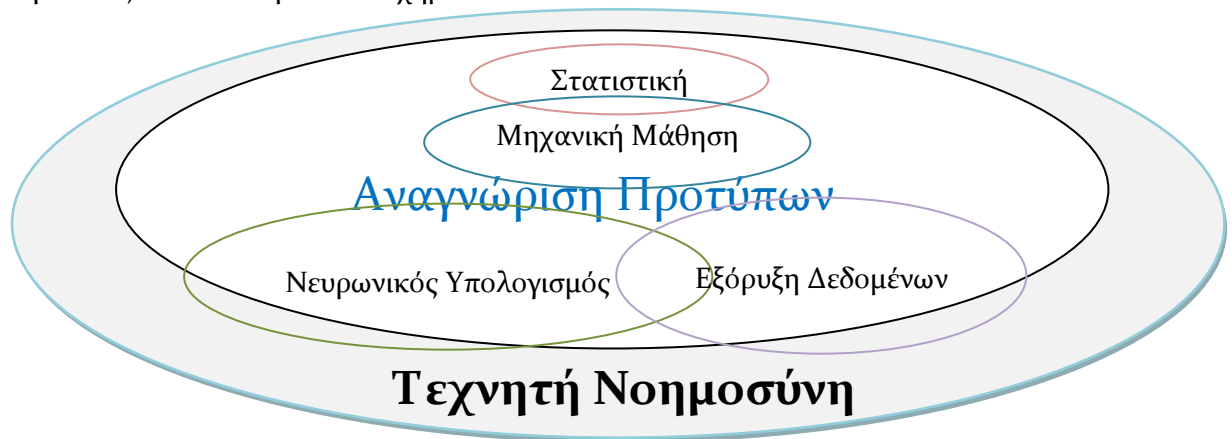 Στατιστική
Μηχανική Μάθηση
Αναγνώριση Προτύπων
Νευρωνικός Υπολογισμός
Εξόρυξη Δεδομένων
Τεχνητή Νοημοσύνη